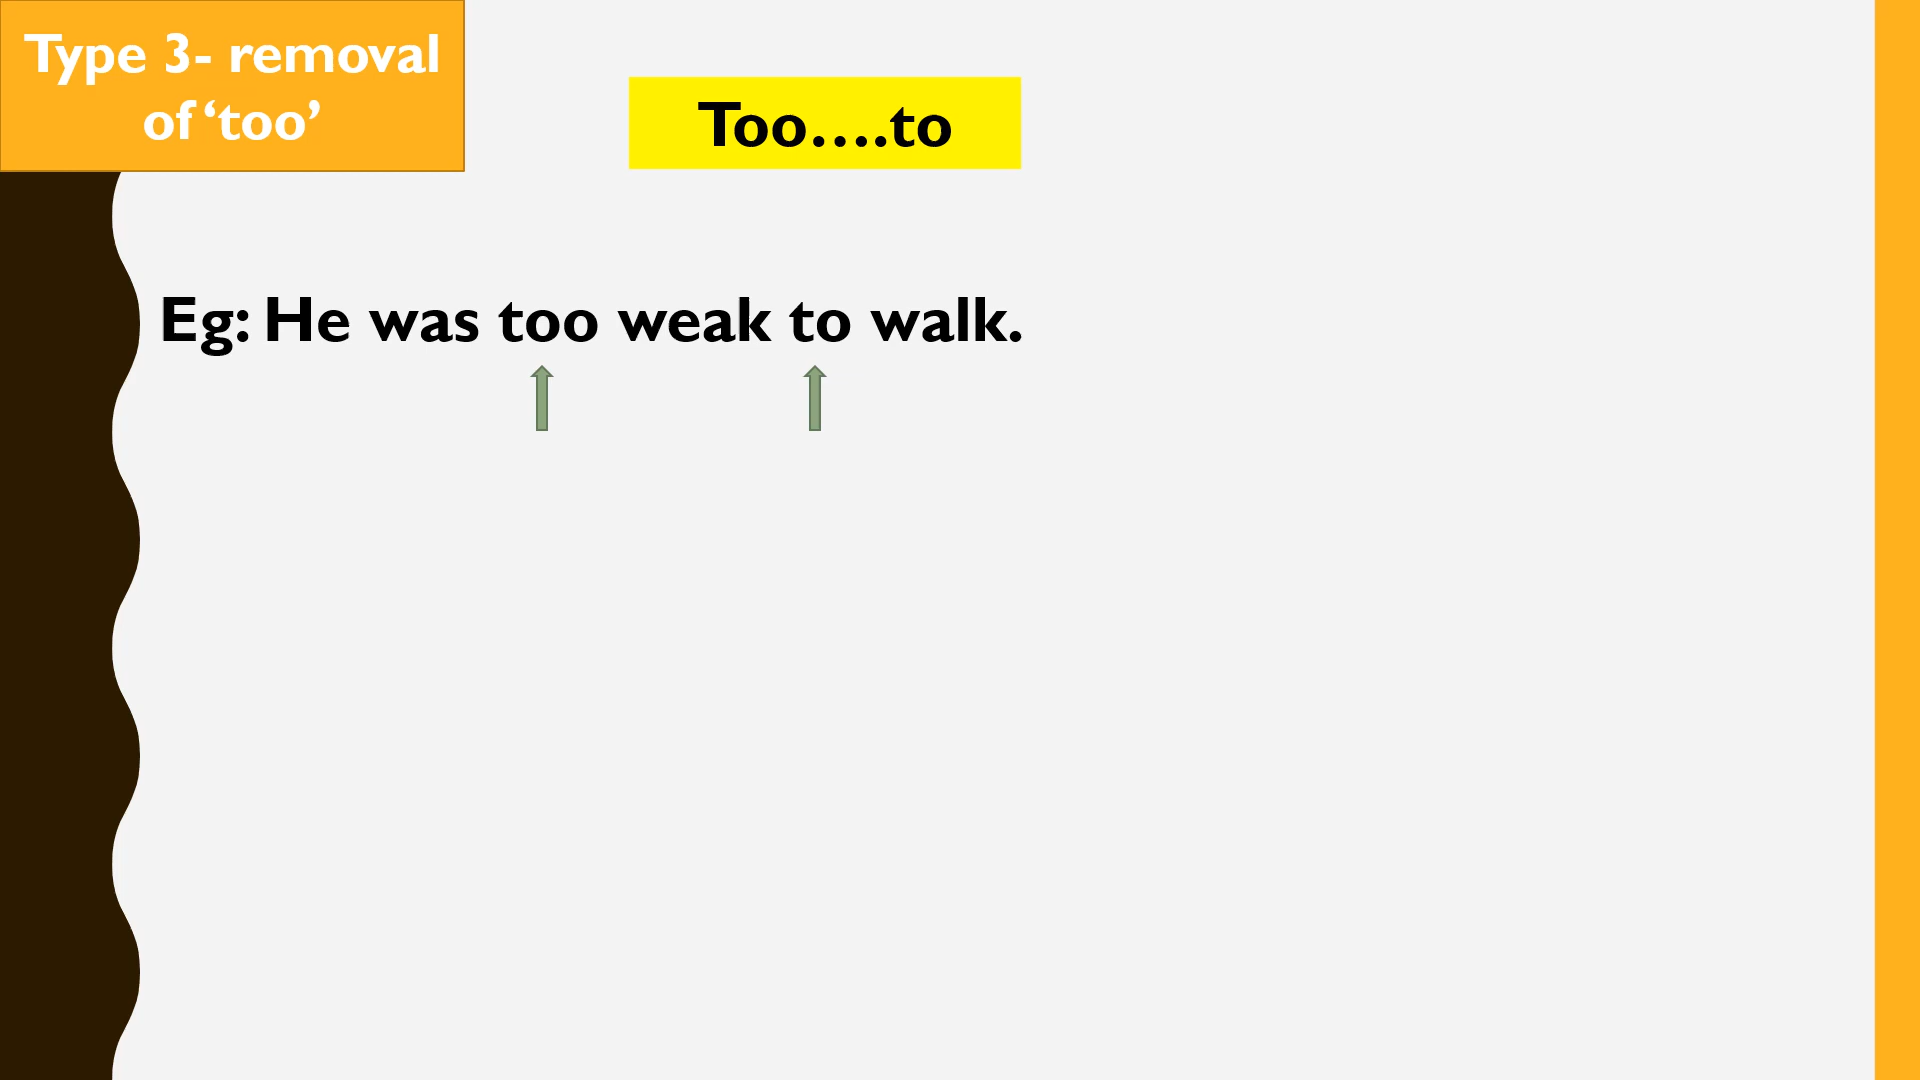 Type 3- removal
of ‘too’
Too....to
Eg: He was too weak to walk.